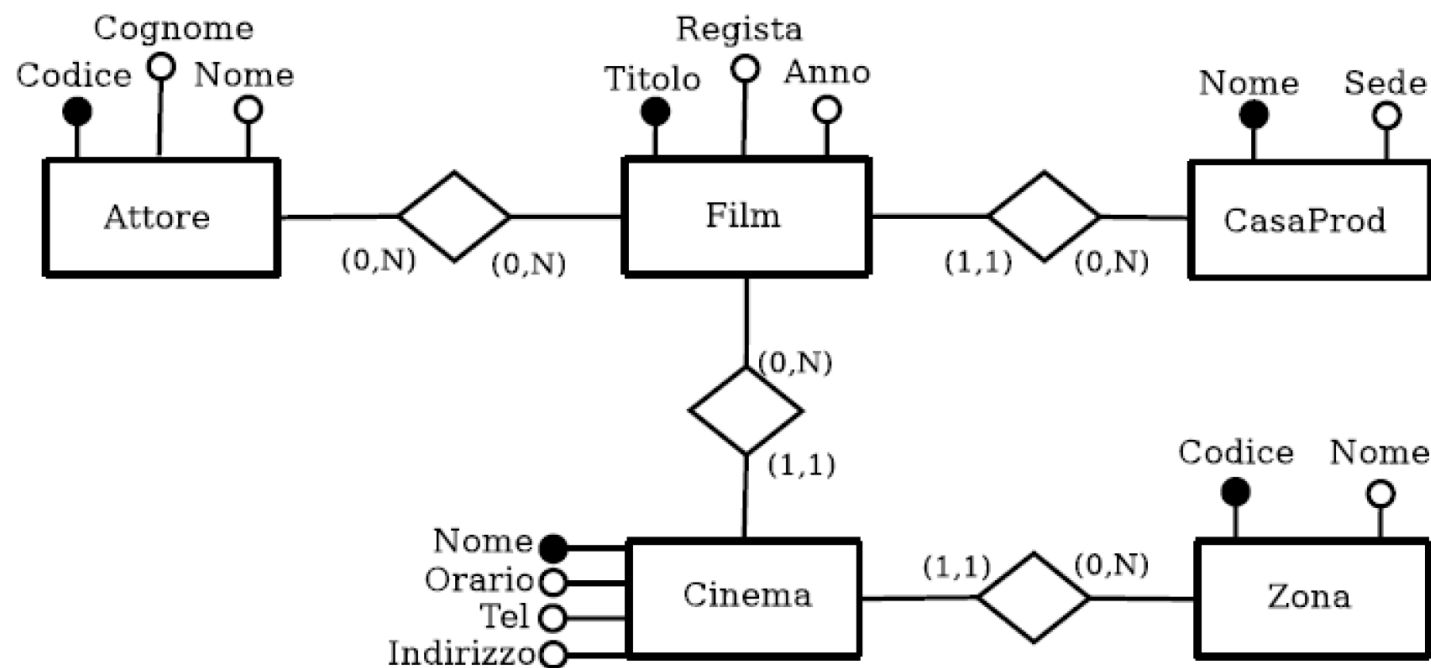 Cognome
Codice
Nome
Attore
(0,N)
(0,N)
Regista
Titolo
Anno
Film
(1,1)
(0,N)
Nome
Sede
CasaProd
(0,N)
(1,1)
Nome
Orario
Tel
Indirizzo
Cinema
(1,1)
(0,N)
Codice
Nome
Zona